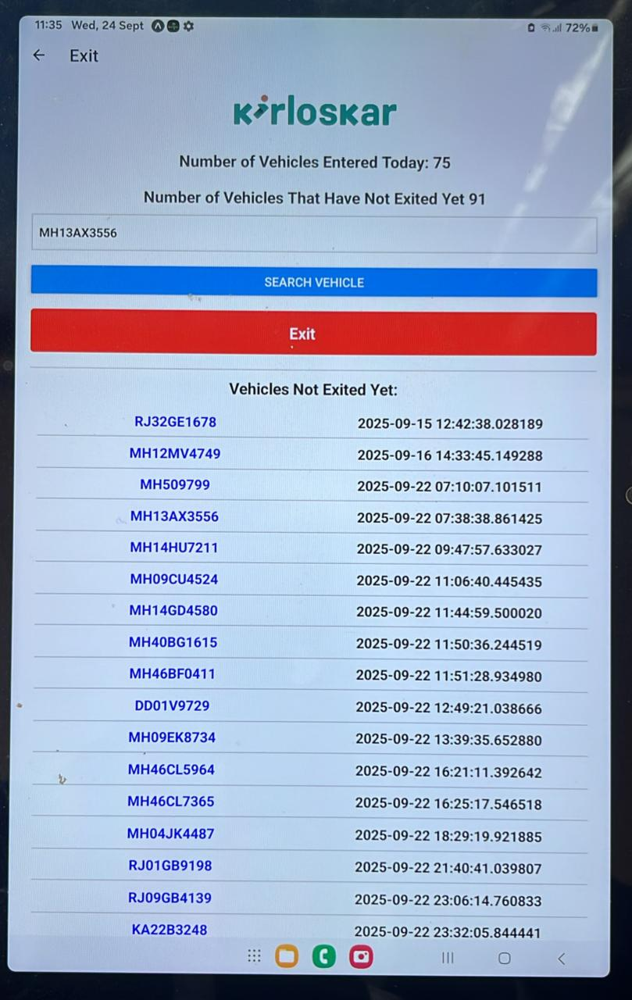 11:35 Wed, 24 Sept 72%
Exit
kirloskar
Number of Vehicles Entered Today: 75
Number of Vehicles That Have Not Exited Yet 91
MH13AX3556
SEARCH VEHICLE
Exit
Vehicles Not Exited Yet:
RJ32GE1678 2025-09-15 12:42:38.028189
MH12MV4749 2025-09-16 14:33:45.149288
MH509799 2025-09-22 07:10:07.101511
MH13AX3556 2025-09-22 07:38:38.861425
MH14HU7211 2025-09-22 09:47:57.633027
MH09CU4524 2025-09-22 11:06:40.445435
MH14GD4580 2025-09-22 11:44:59.500020
MH40BG1615 2025-09-22 11:50:36.244519
MH46BF0411 2025-09-22 11:51:28.934980
DD01V9729 2025-09-22 12:49:21.038666
MH09EK8734 2025-09-22 13:39:35.652880
MH46CL5964 2025-09-22 16:21:11.392642
MH46CL7365 2025-09-22 16:25:17.546518
MH04JK4487 2025-09-22 18:29:19.921885
RJ01GB9198 2025-09-22 21:40:41.039807
RJ09GB4139 2025-09-22 23:06:14.760833
KA22B3248 2025-09-22 23:32:05.844441